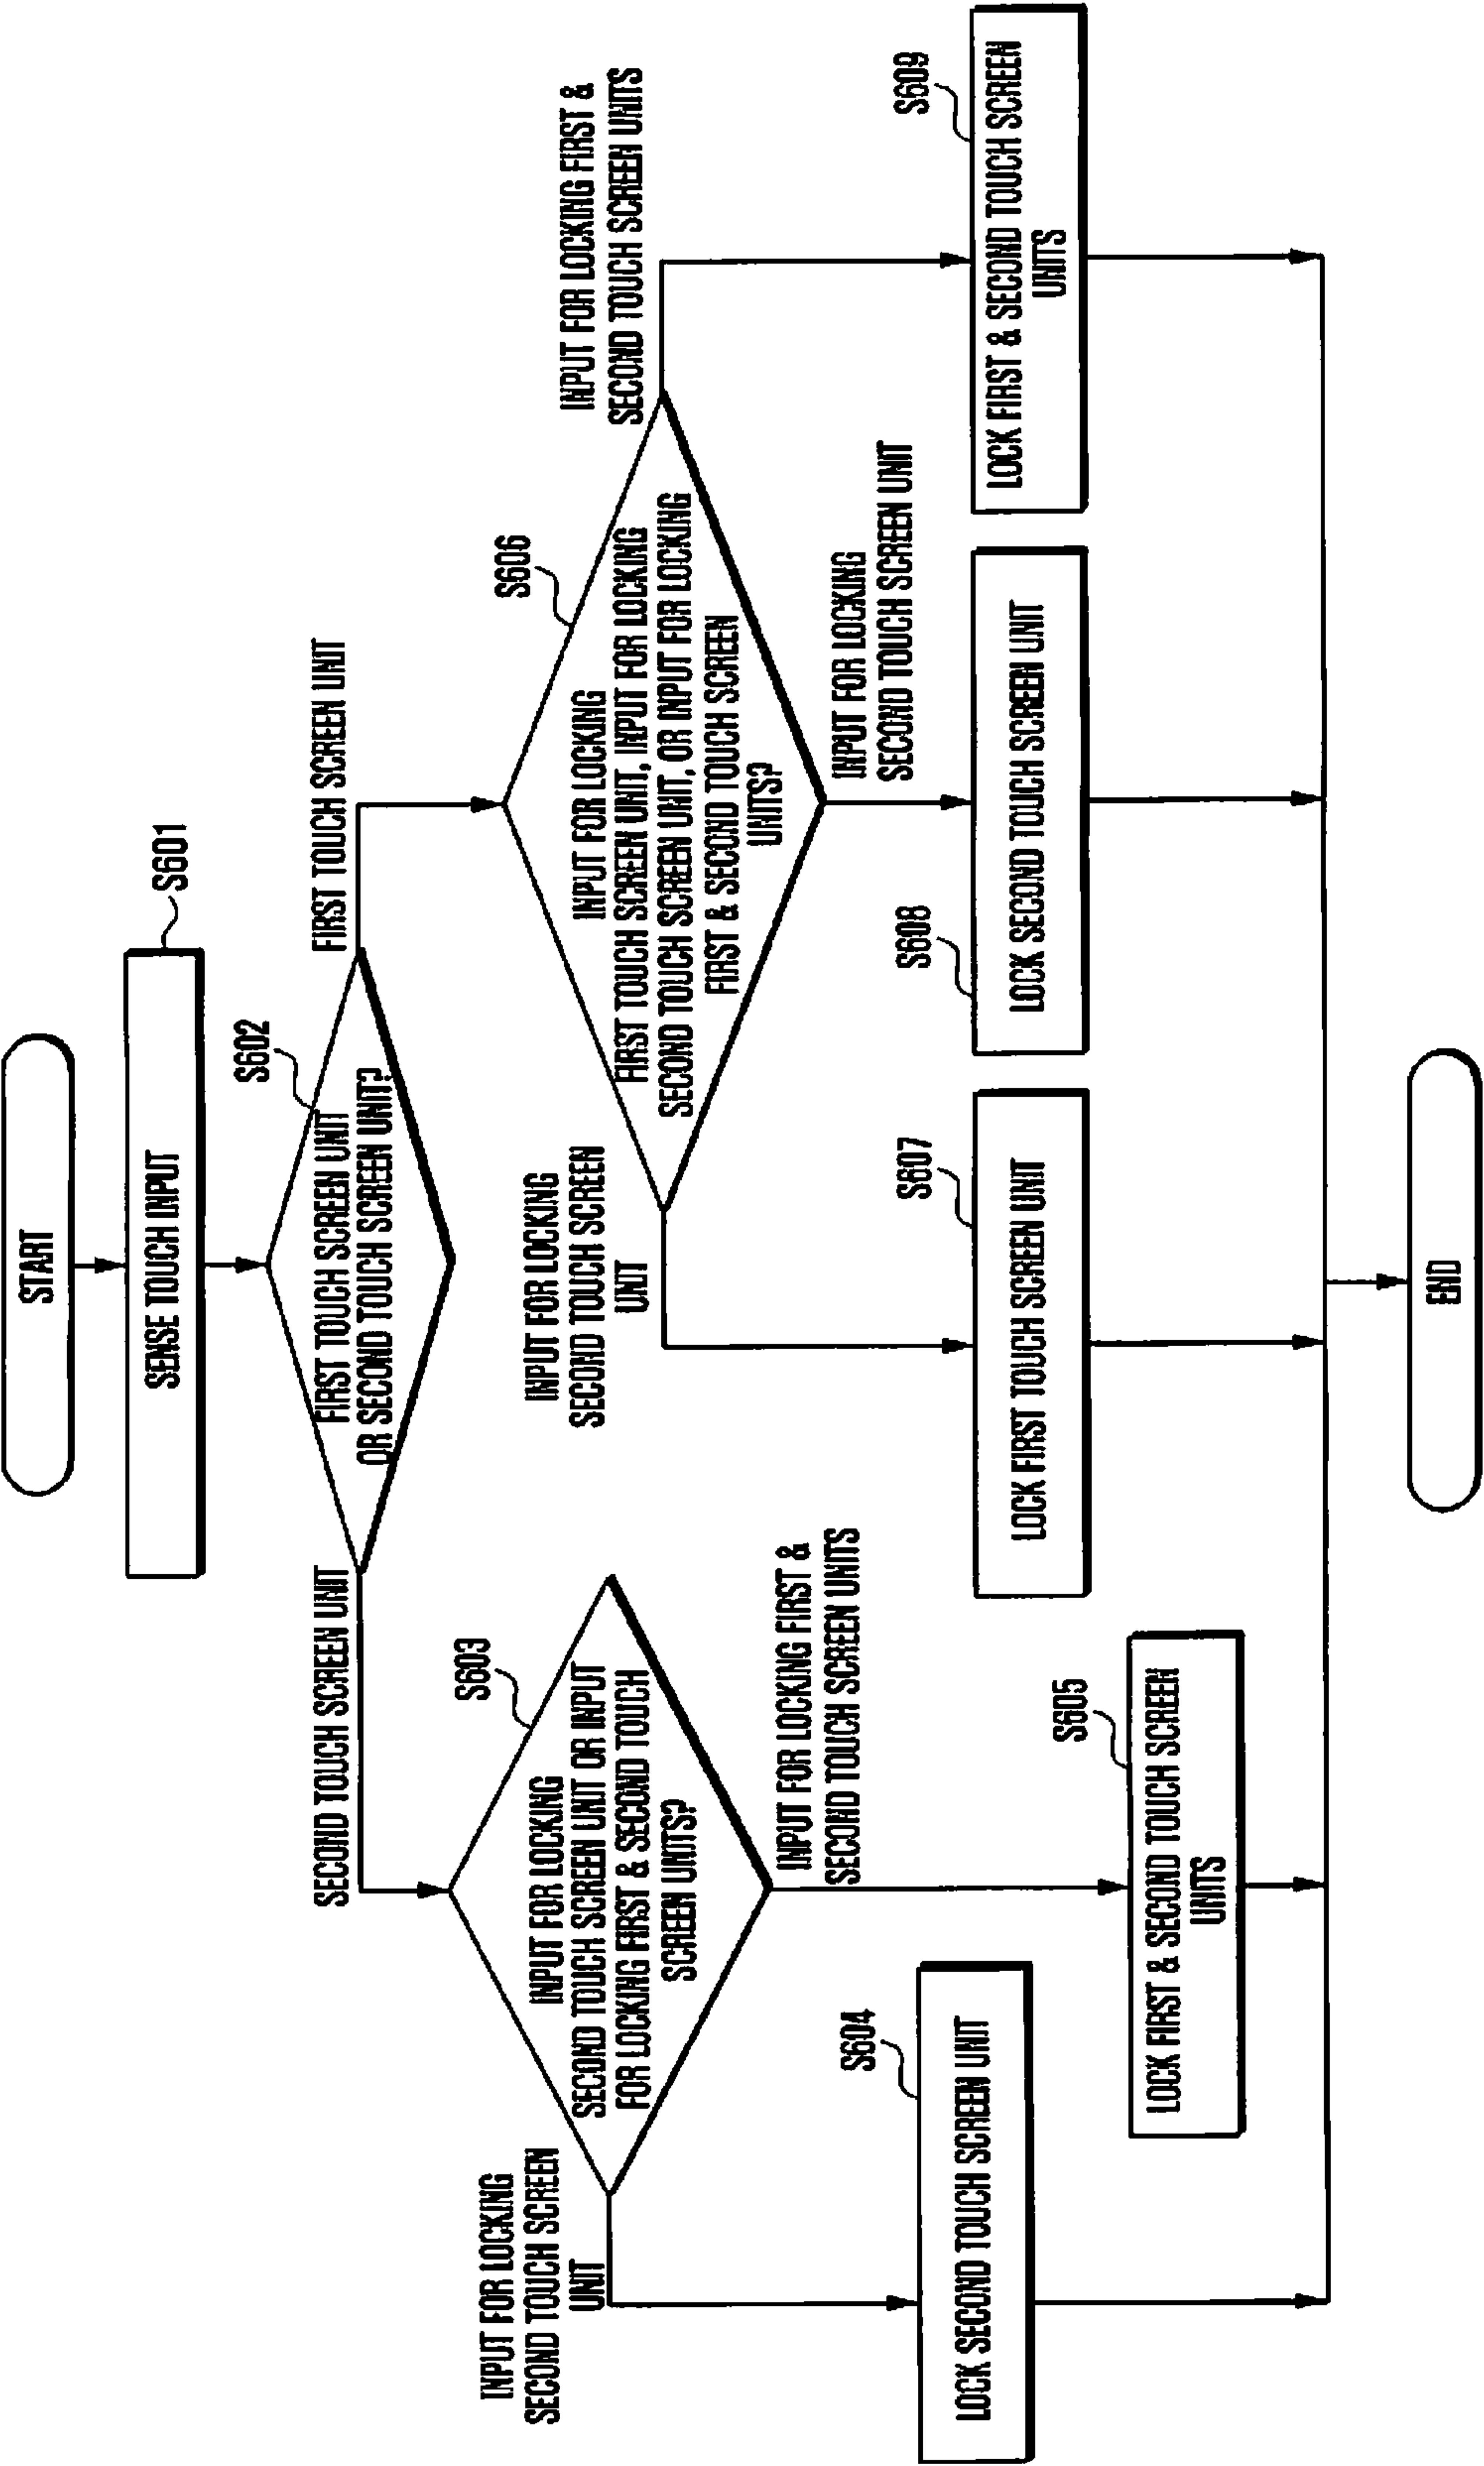 START
SENSE TOUCH INPUT
S601
S602
FIRST TOUCH SCREEN UNIT
OR SECOND TOUCH SCREEN UNIT?
SECOND TOUCH SCREEN UNIT
FIRST TOUCH SCREEN UNIT
S603
INPUT FOR LOCKING
SECOND TOUCH SCREEN UNIT OR INPUT
FOR LOCKING FIRST & SECOND TOUCH
SCREEN UNITS?
INPUT FOR LOCKING
SECOND TOUCH SCREEN
UNIT
INPUT FOR LOCKING FIRST &
SECOND TOUCH SCREEN UNITS
S604
LOCK SECOND TOUCH SCREEN UNIT
S605
LOCK FIRST & SECOND TOUCH SCREEN
UNITS
S606
INPUT FOR LOCKING
FIRST TOUCH SCREEN UNIT, INPUT FOR LOCKING
SECOND TOUCH SCREEN UNIT, OR INPUT FOR LOCKING
FIRST & SECOND TOUCH SCREEN
UNITS?
INPUT FOR LOCKING
SECOND TOUCH SCREEN
UNIT
INPUT FOR LOCKING
SECOND TOUCH SCREEN UNIT
INPUT FOR LOCKING FIRST &
SECOND TOUCH SCREEN UNITS
S607
LOCK FIRST TOUCH SCREEN UNIT
S608
LOCK SECOND TOUCH SCREEN UNIT
S609
LOCK FIRST & SECOND TOUCH SCREEN
UNITS
END